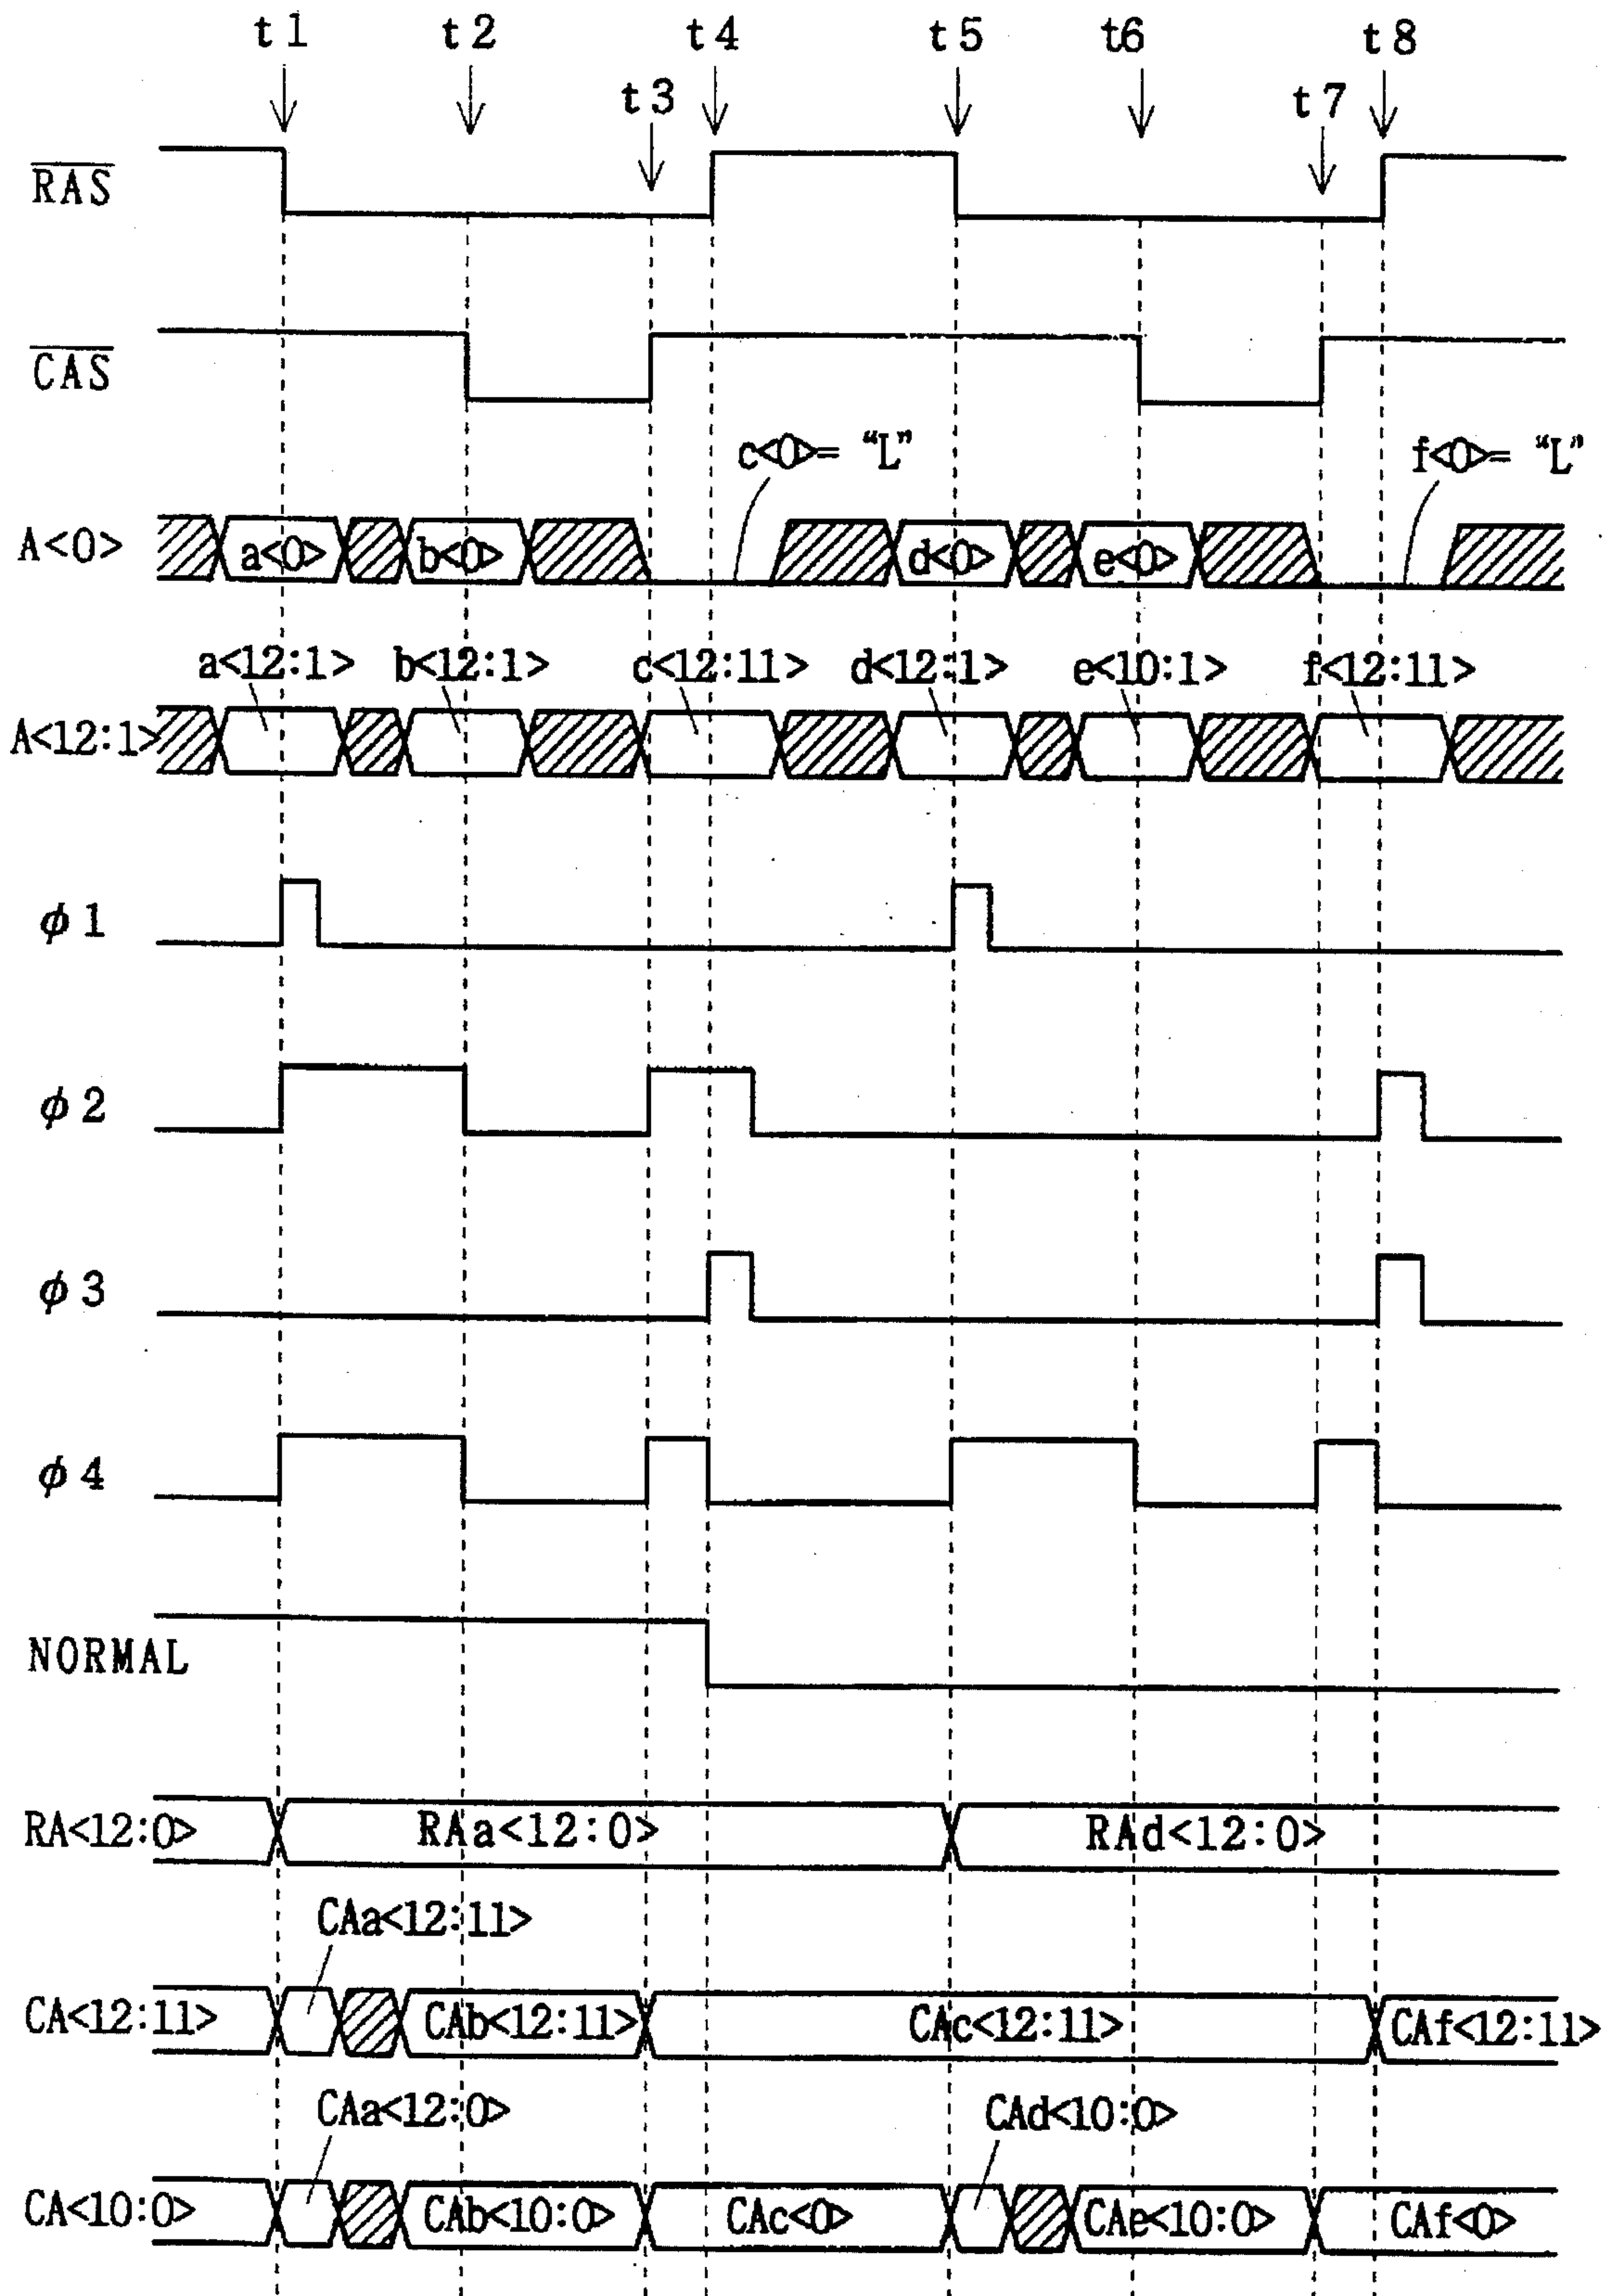 t1 t2 t4 t5 t6 t8
t3 t7
RAS
CAS
c<0>= “L” f<0>= “L”
A<0> a<0> b<0> d<0> e<0>
a<12:1> b<12:1> c<12:11> d<12:1> e<10:1> f<12:11>
A<12:1>
φ1
φ2
φ3
φ4
NORMAL
RA<12:0> RAa<12:0> RAd<12:0>
CAa<12:11>
CA<12:11> CAb<12:11> CAc<12:11> CAf<12:11>
CAa<12:0> CAd<10:0>
CA<10:0> CAb<10:0> CAc<0> CAe<10:0> CAf<0>